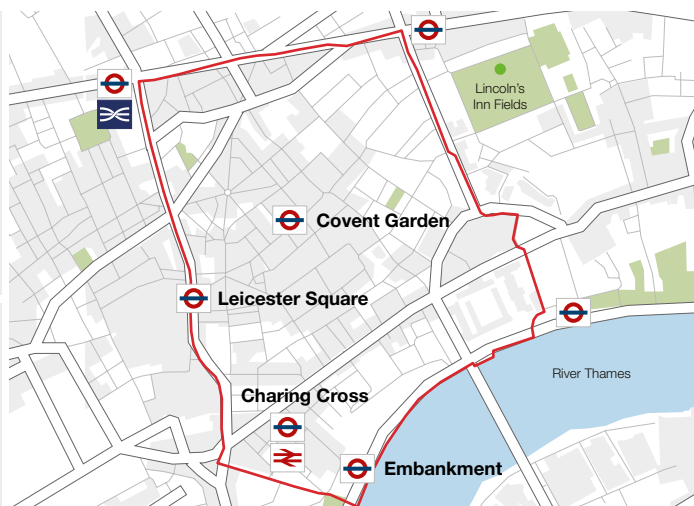 Lincoln's
Inn Fields
Covent Garden
Leicester Square
River Thames
Charing Cross
Embankment